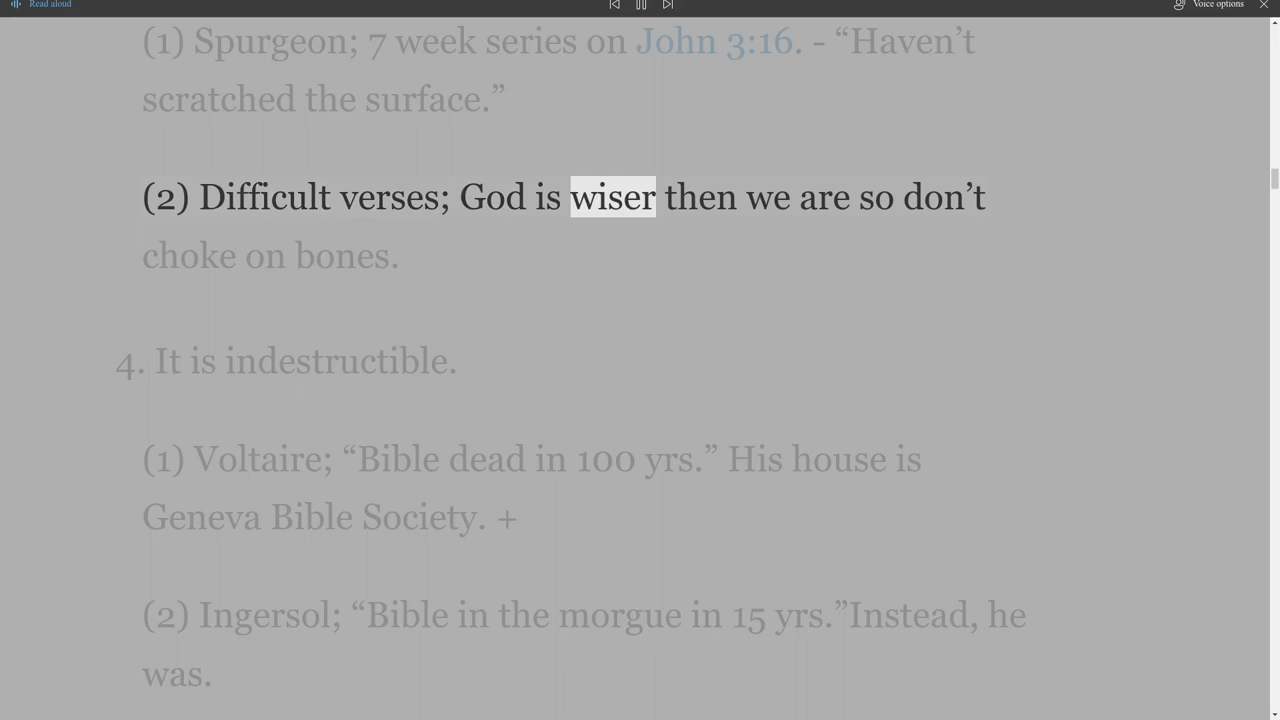 Read aloud
Voice options
(1) Spurgeon; 7 week series on John 3:16. - “Haven’t
scratched the surface.”
(2) Difficult verses; God is wiser then we are so don’t
choke on bones.
4. It is indestructible.
(1) Voltaire; “Bible dead in 100 yrs.” His house is
Geneva Bible Society. +
(2) Ingersol; “Bible in the morgue in 15 yrs.”Instead, he
was.